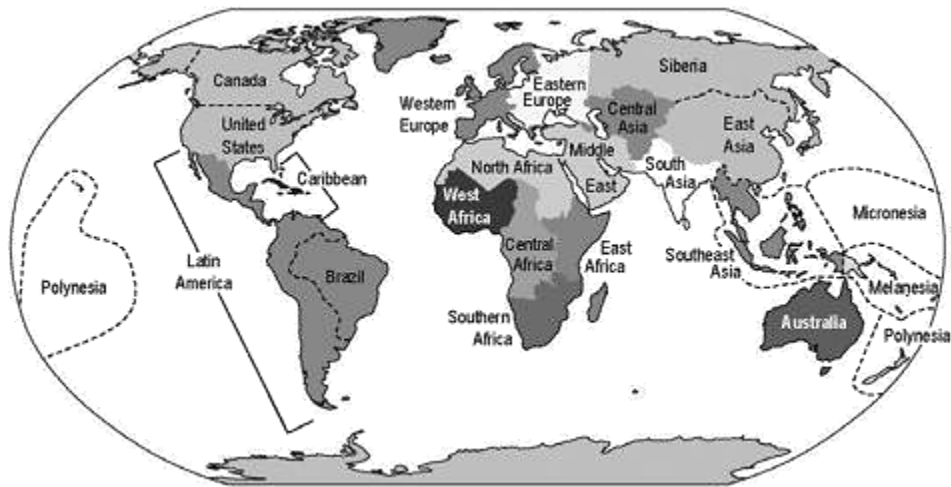 Canada
United
States
Caribbean
Latin
America
Brazil
Polynesia
Western
Europe
Eastern
Europe
Siberia
Central
Asia
East
Asia
Middle
East
South
Asia
North Africa
West
Africa
Central
Africa
East
Africa
Southern
Africa
Southeast
Asia
Micronesia
Melanesia
Australia
Polynesia